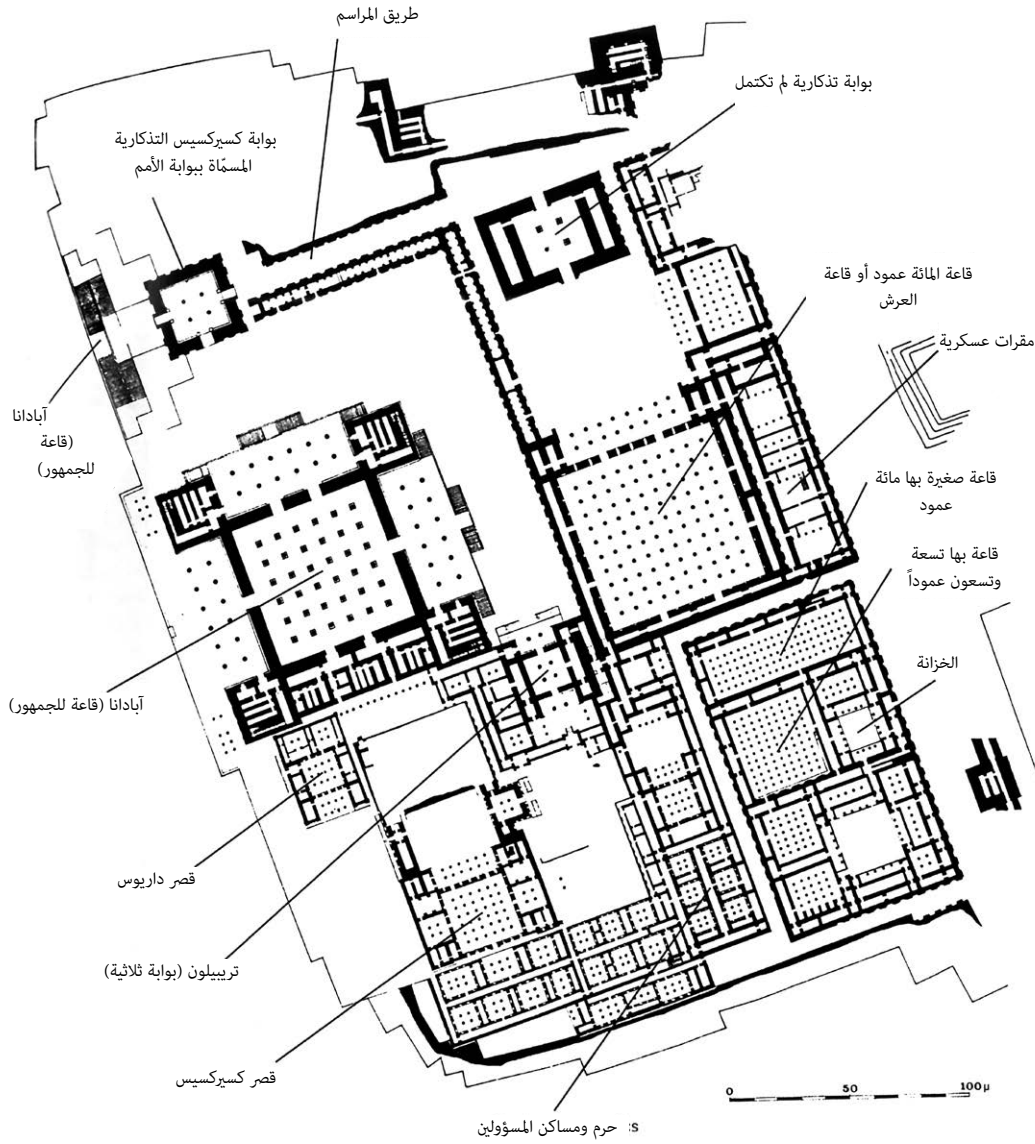 طريق المراسم
بوابة تذكارية لم تكتمل
بوابة كسيركسيس التذكارية
المسمّاة ببوابة الأمم
قاعة المائة عمود أو قاعة
العرش
مقرات عسكرية
آبادانا
(قاعة
للجمهور)
قاعة صغيرة بها مائة
عمود
قاعة بها تسعة
وتسعون عموداً
الخزانة
آبادانا (قاعة للجمهور)
قصر داريوس
تريبيلون (بوابة ثلاثية)
قصر كسيركسيس
0 50 100 μ
حرم ومساكن المسؤولين :s